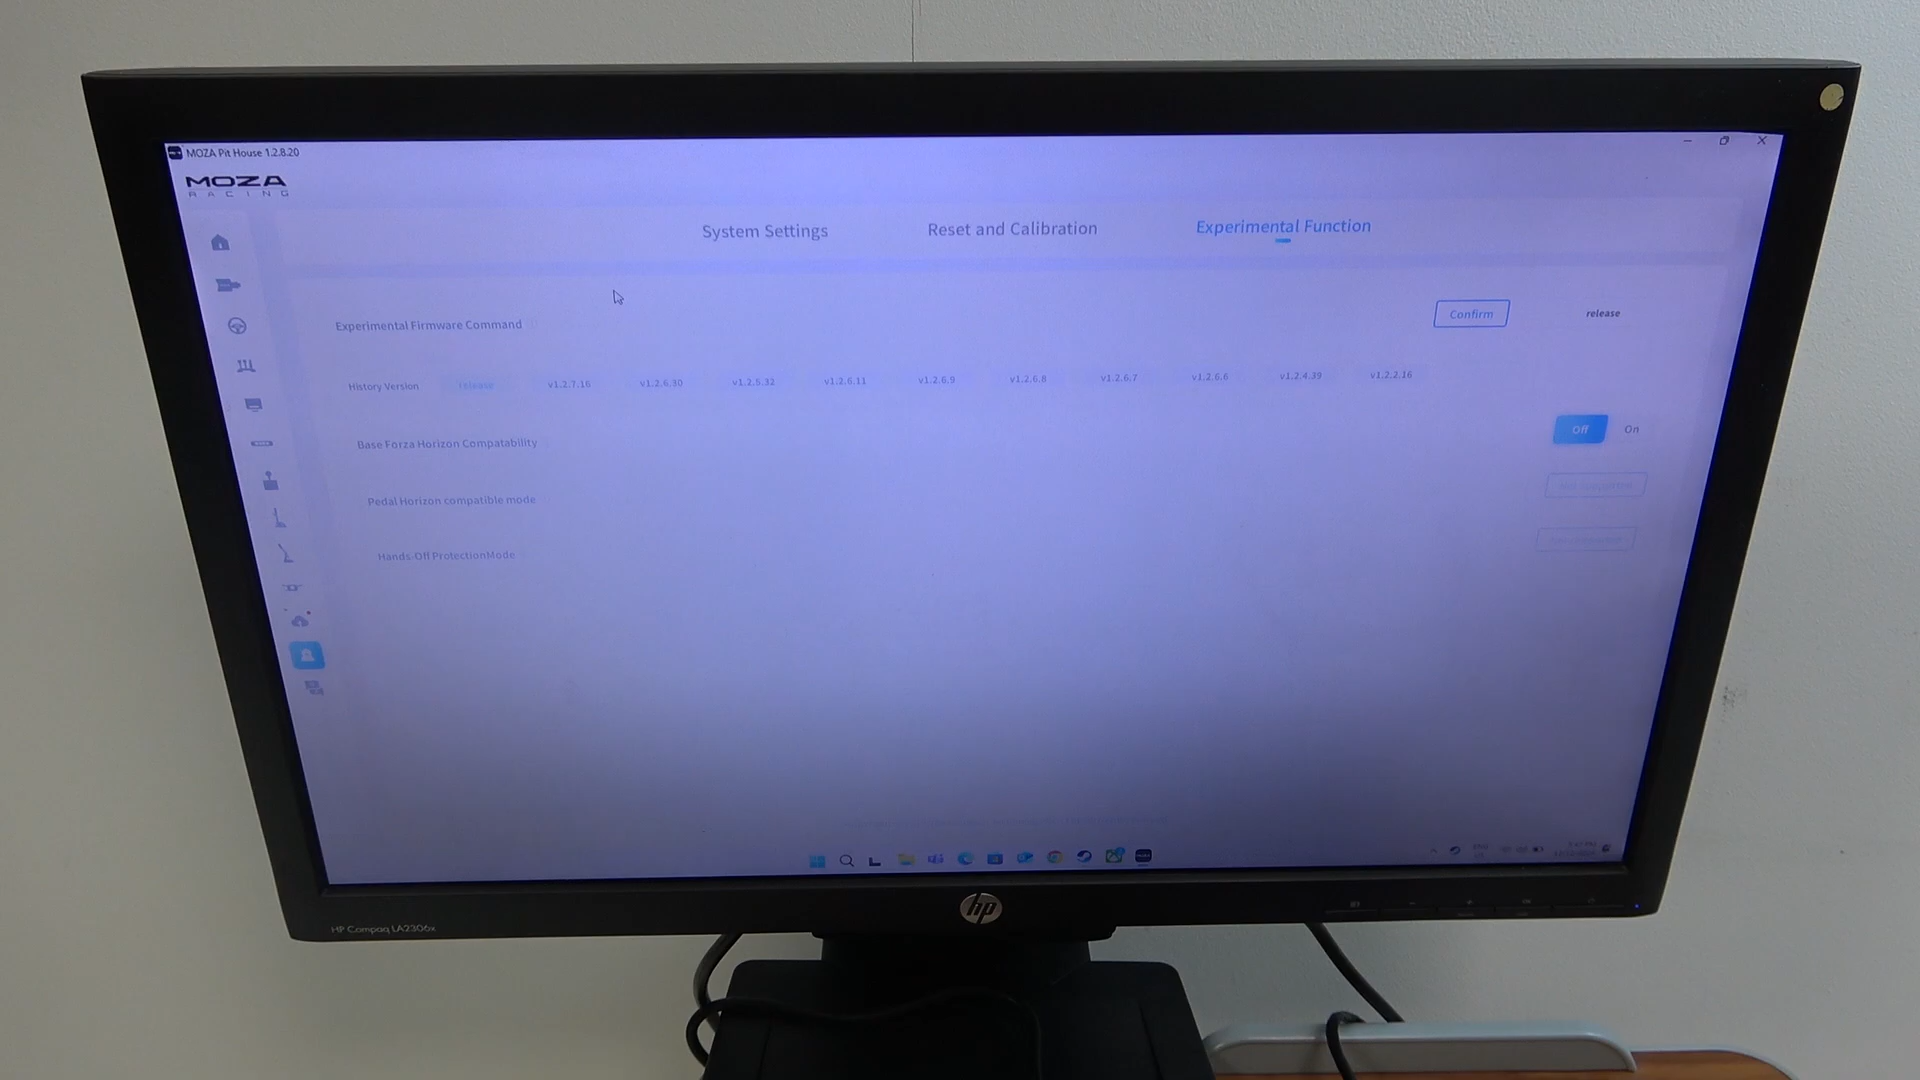 MOZA Pit House 1.2.8.20
MOZA
RACING
System Settings Reset and Calibration Experimental Function
Experimental Firmware Command Confirm release
History Version release v1.2.7.16 v1.2.6.30 v1.2.5.32 v1.2.6.11 v1.2.6.9 v1.2.6.8 v1.2.6.7 v1.2.6.6 v1.2.4.39 v1.2.2.16
Base Forza Horizon Compatability Off On
Pedal Horizon compatible mode
Hands-Off ProtectionMode
hp
HP Compaq LA2306x